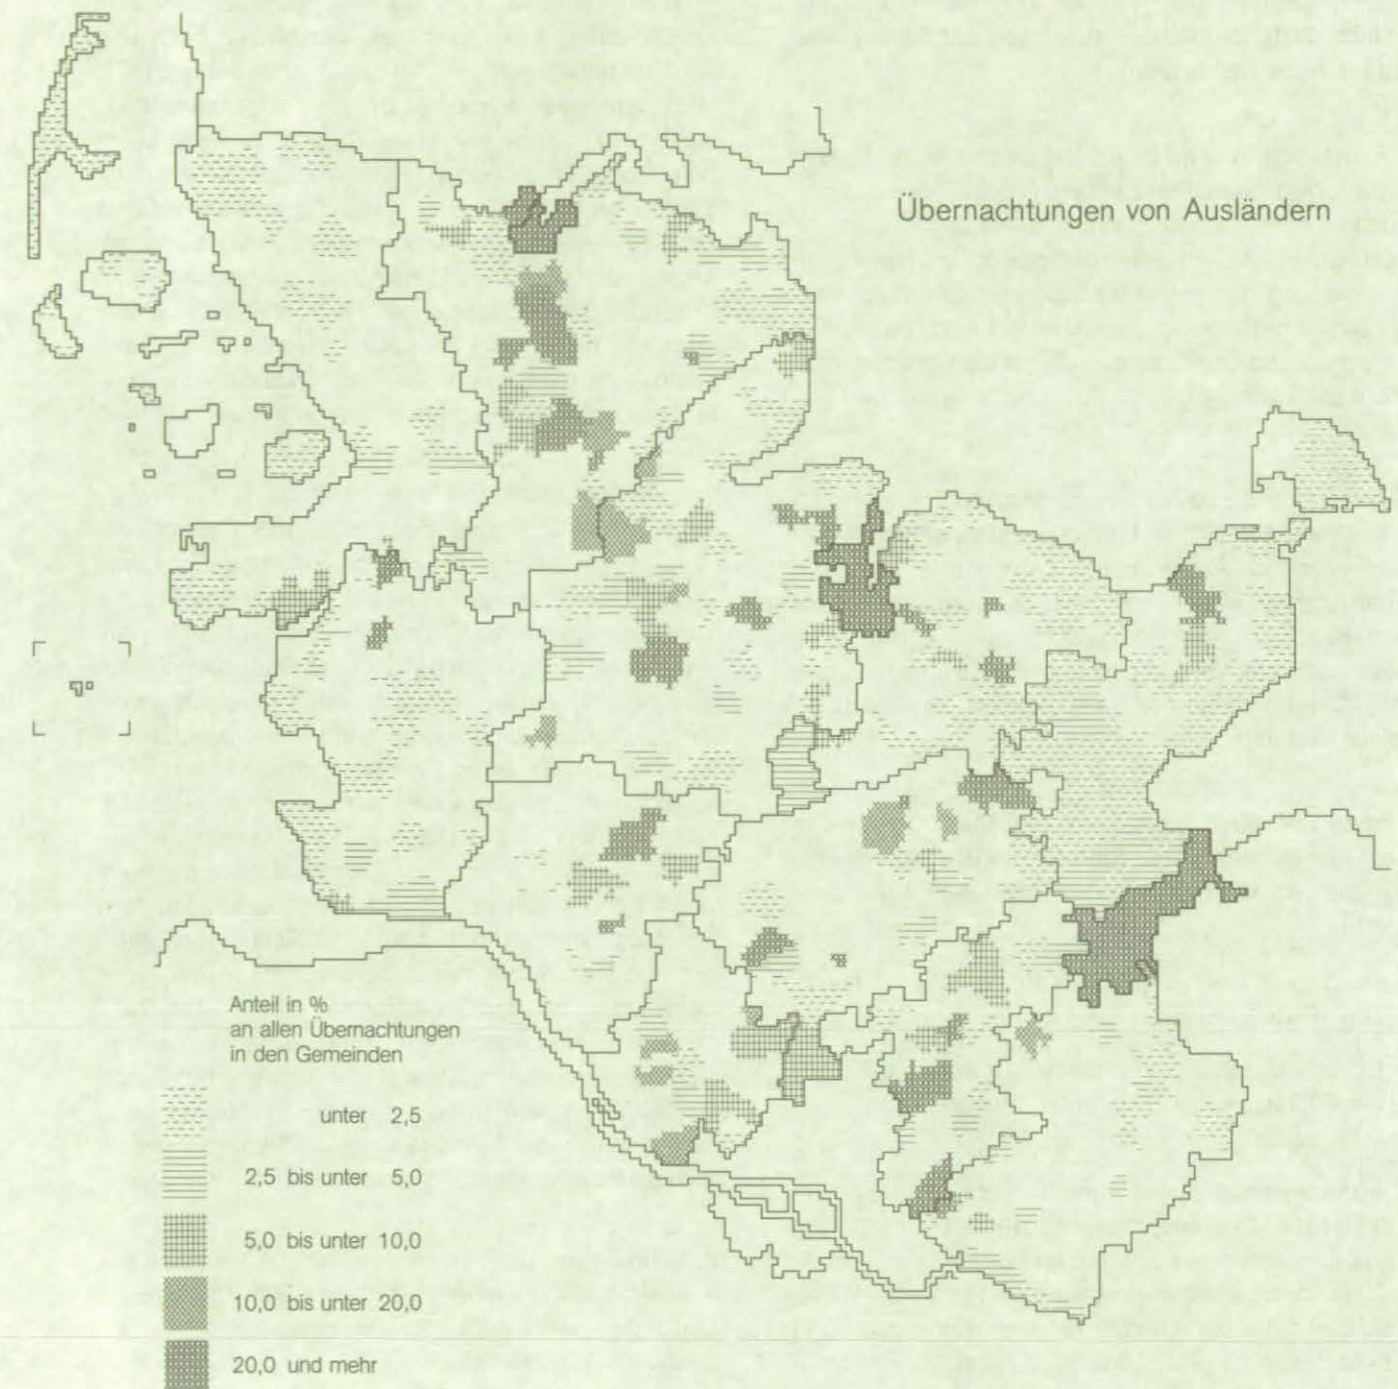 Übernachtungen von Ausländern
Anteil in %
an allen Übernachtungen
in den Gemeinden
unter 2,5
2,5 bis unter 5,0
5,0 bis unter 10,0
10,0 bis unter 20,0
20,0 und mehr